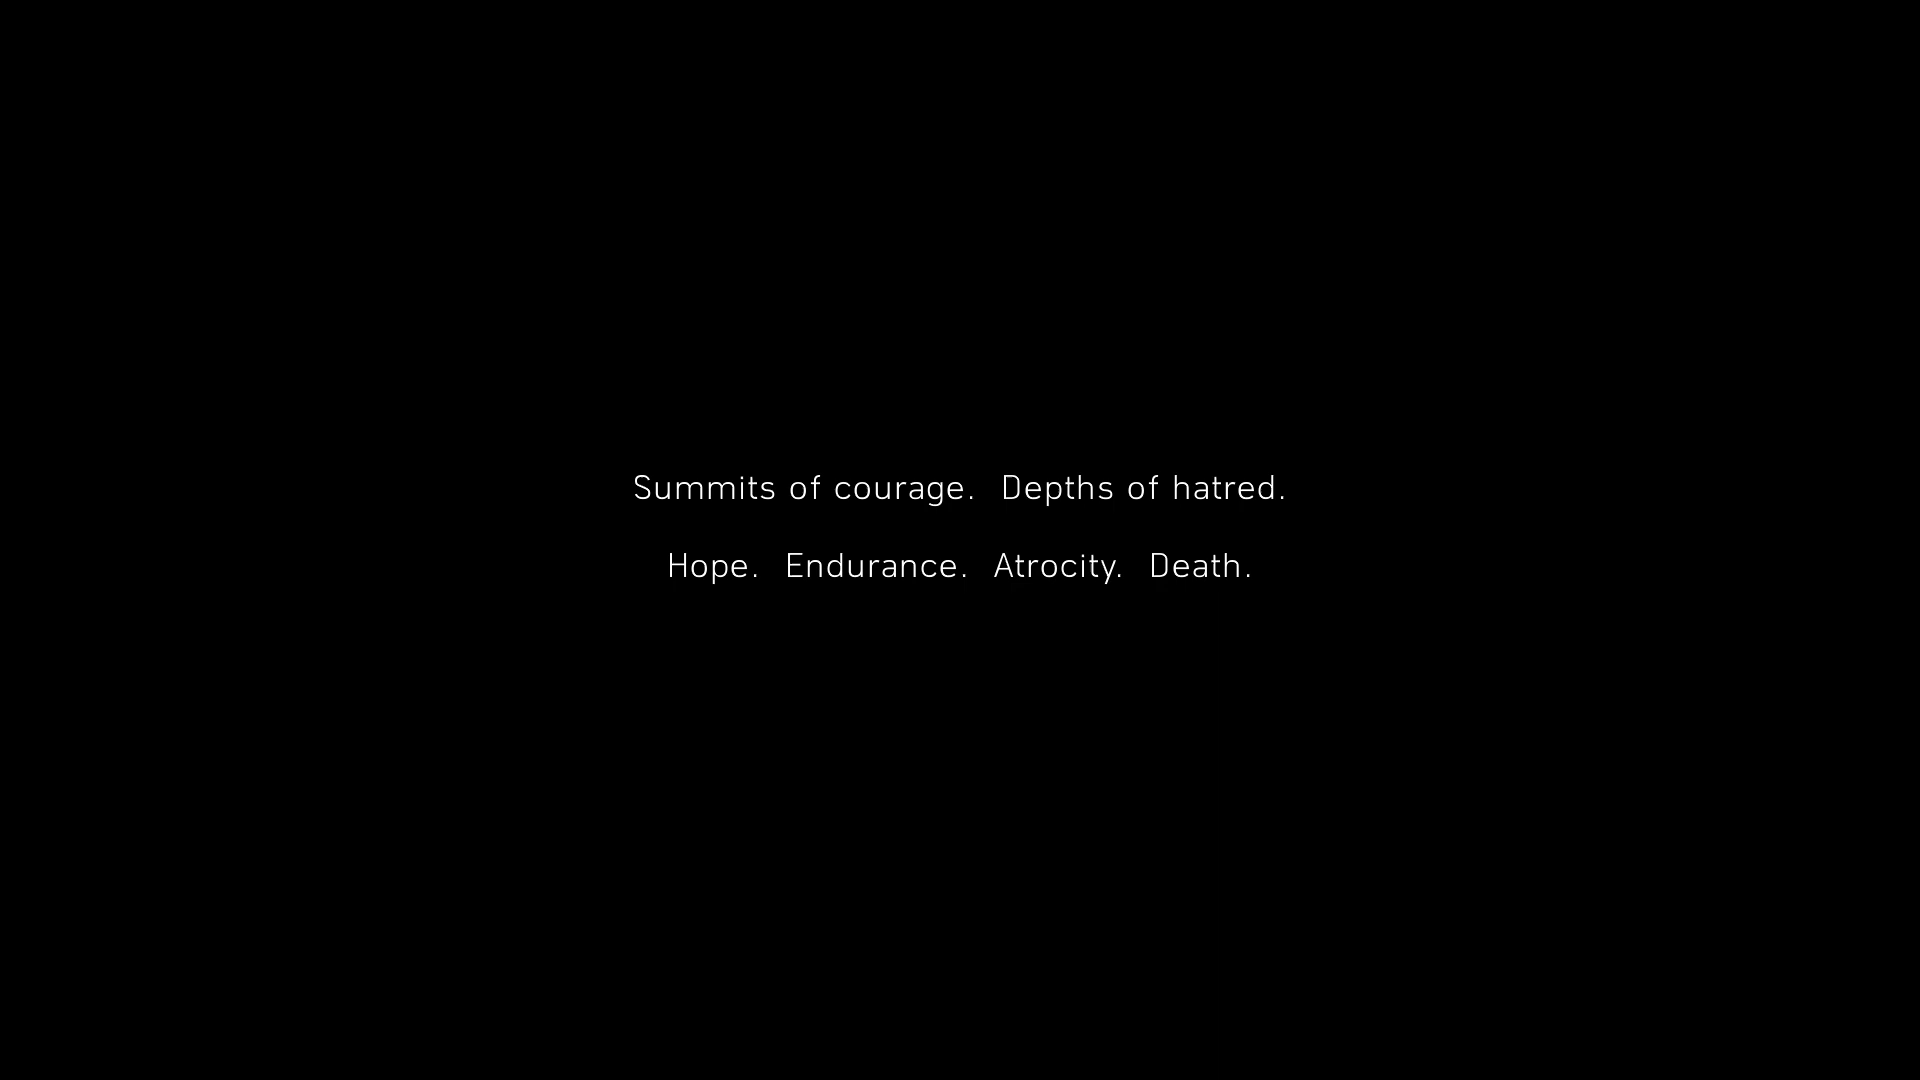 Summits of courage.  Depths of hatred.
Hope.  Endurance.  Atrocity.  Death.